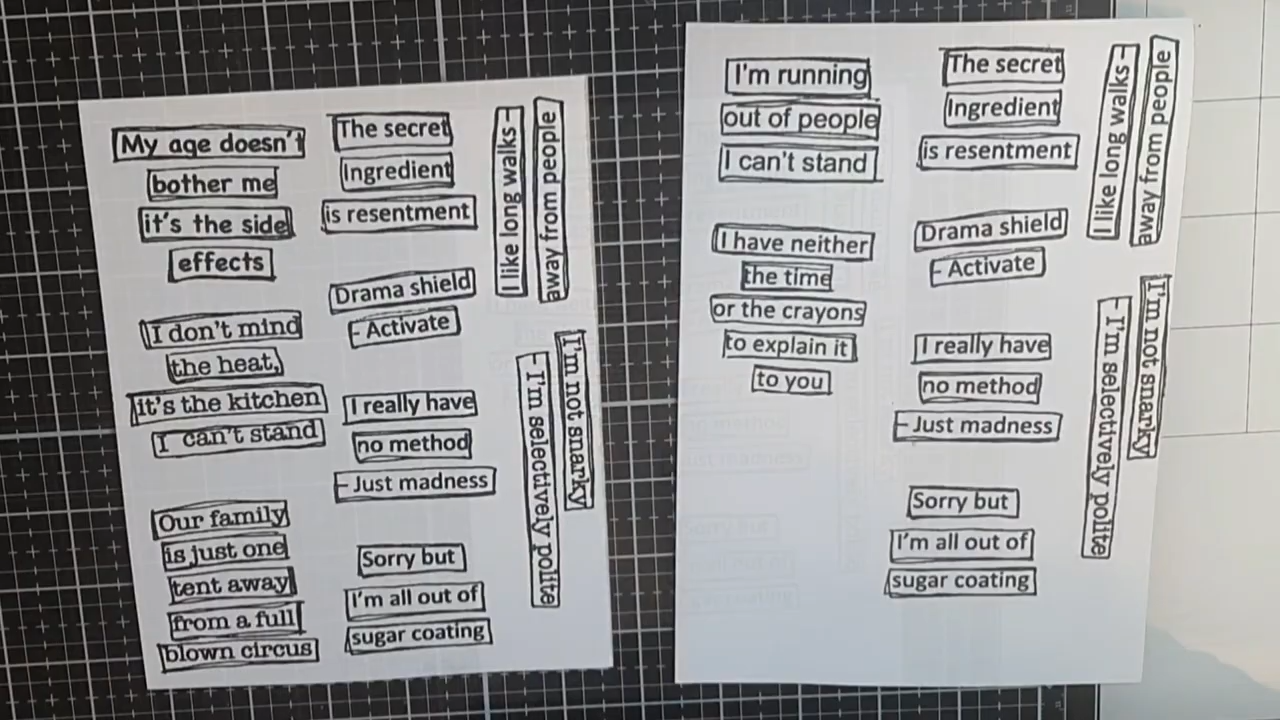 My age doesn't
bother me
it's the side
effects
I don't mind
the heat,
it's the kitchen
I can't stand
Our family
is just one
tent away
from a full
blown circus
The secret
Ingredient
is resentment
Drama shield
- Activate
I really have
no method
- Just madness
Sorry but
I'm all out of
sugar coating
I like long walks -
away from people
I'm not snarky
- I'm selectively polite
I'm running
out of people
I can't stand
I have neither
the time
or the crayons
to explain it
to you
The secret
Ingredient
is resentment
Drama shield
- Activate
I really have
no method
- Just madness
Sorry but
I'm all out of
sugar coating
I like long walks -
away from people
I'm not snarky
- I'm selectively polite